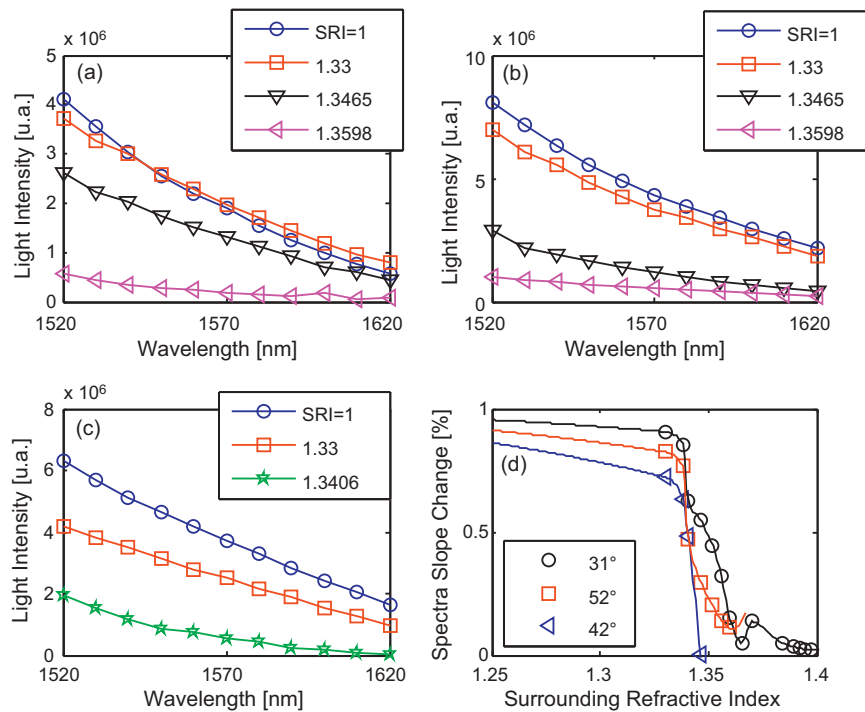 x 10⁶
5
4
3
2
1
0
(a)
SRI=1
1.33
1.3465
1.3598
Light Intensity [u.a.]
1520
1570
1620
Wavelength [nm]
x 10⁶
10
5
0
(b)
SRI=1
1.33
1.3465
1.3598
Light Intensity [u.a.]
1520
1570
1620
Wavelength [nm]
x 10⁶
8
6
4
2
0
(c)
SRI=1
1.33
1.3406
Light Intensity [u.a.]
1520
1570
1620
Wavelength [nm]
1
0.5
0
(d)
31°
52°
42°
Spectra Slope Change [%]
1.25
1.3
1.35
1.4
Surrounding Refractive Index